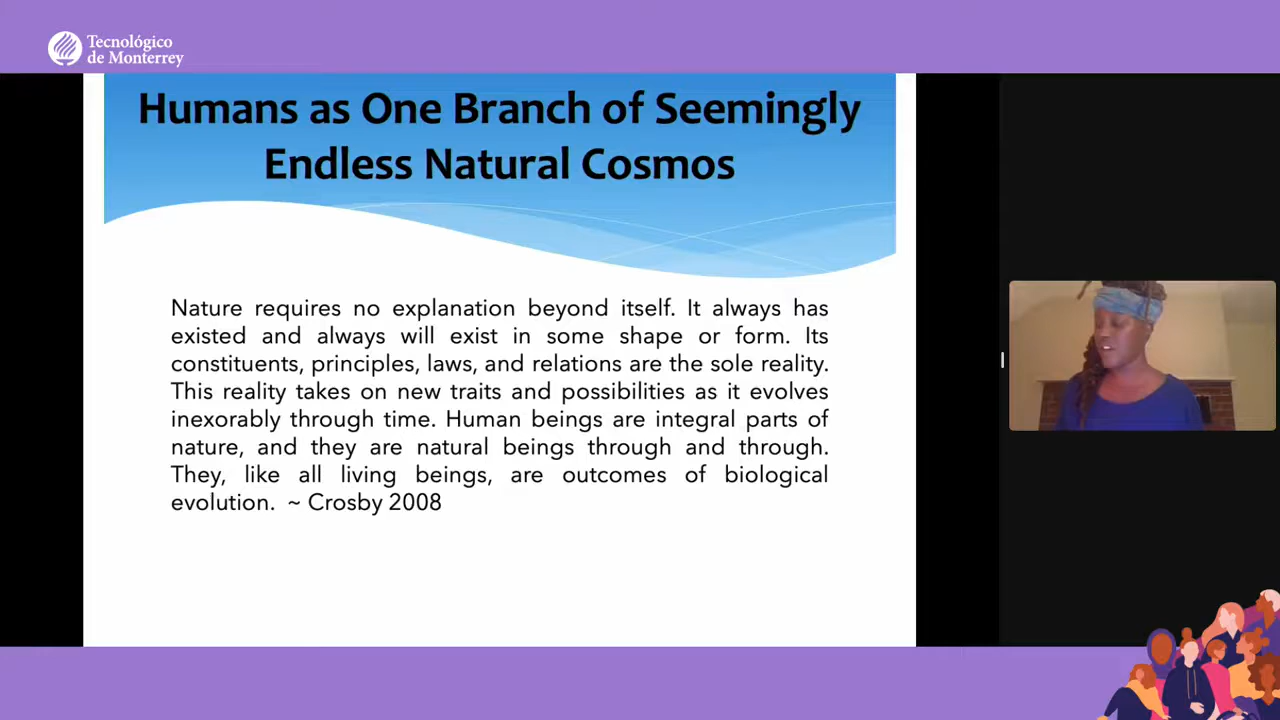 Tecnológico
de Monterrey
Humans as One Branch of Seemingly
Endless Natural Cosmos
Nature requires no explanation beyond itself. It always has
existed and always will exist in some shape or form. Its
constituents, principles, laws, and relations are the sole reality.
This reality takes on new traits and possibilities as it evolves
inexorably through time. Human beings are integral parts of
nature, and they are natural beings through and through.
They, like all living beings, are outcomes of biological
evolution. ~ Crosby 2008